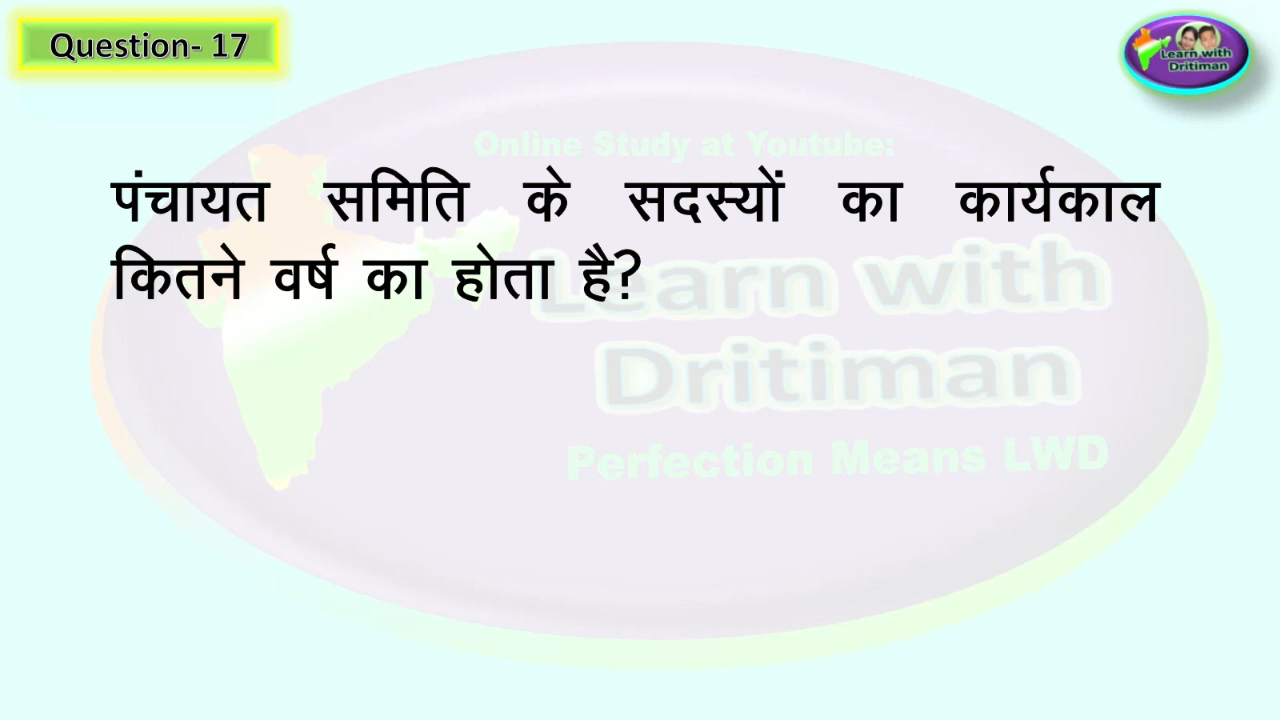 Question- 17
Learn with
Dritiman
Online Study at Youtube:
पंचायत समिति के सदस्यों का कार्यकाल
कितने वर्ष का होता है?
Learn with
Dritiman
Perfection Means LWD